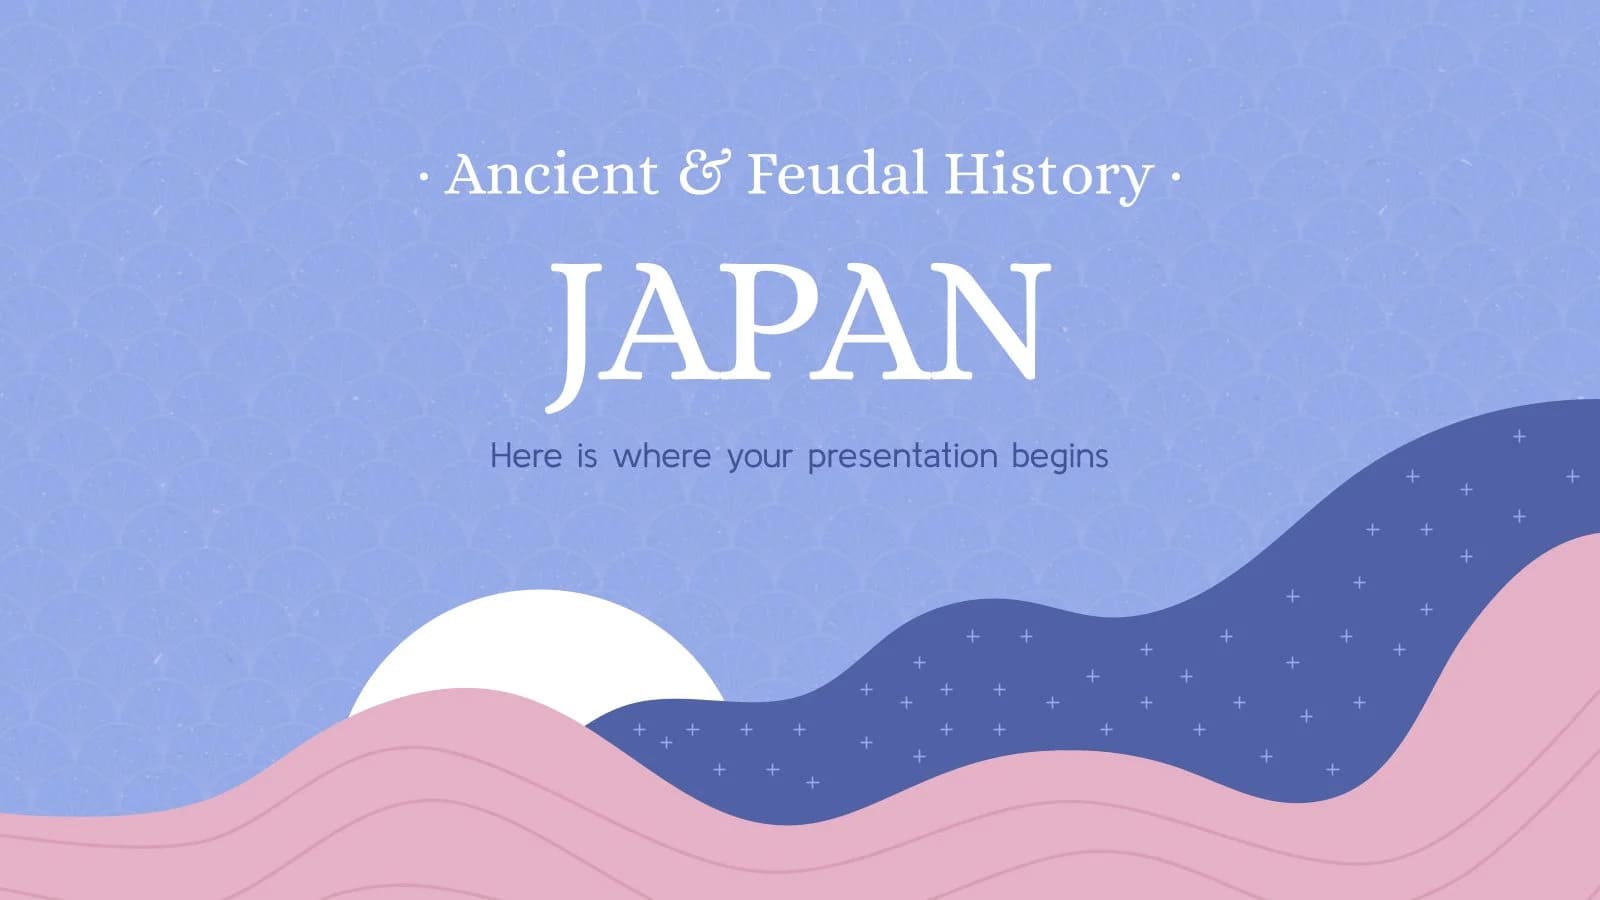 · Ancient & Feudal History ·
JAPAN
Here is where your presentation begins